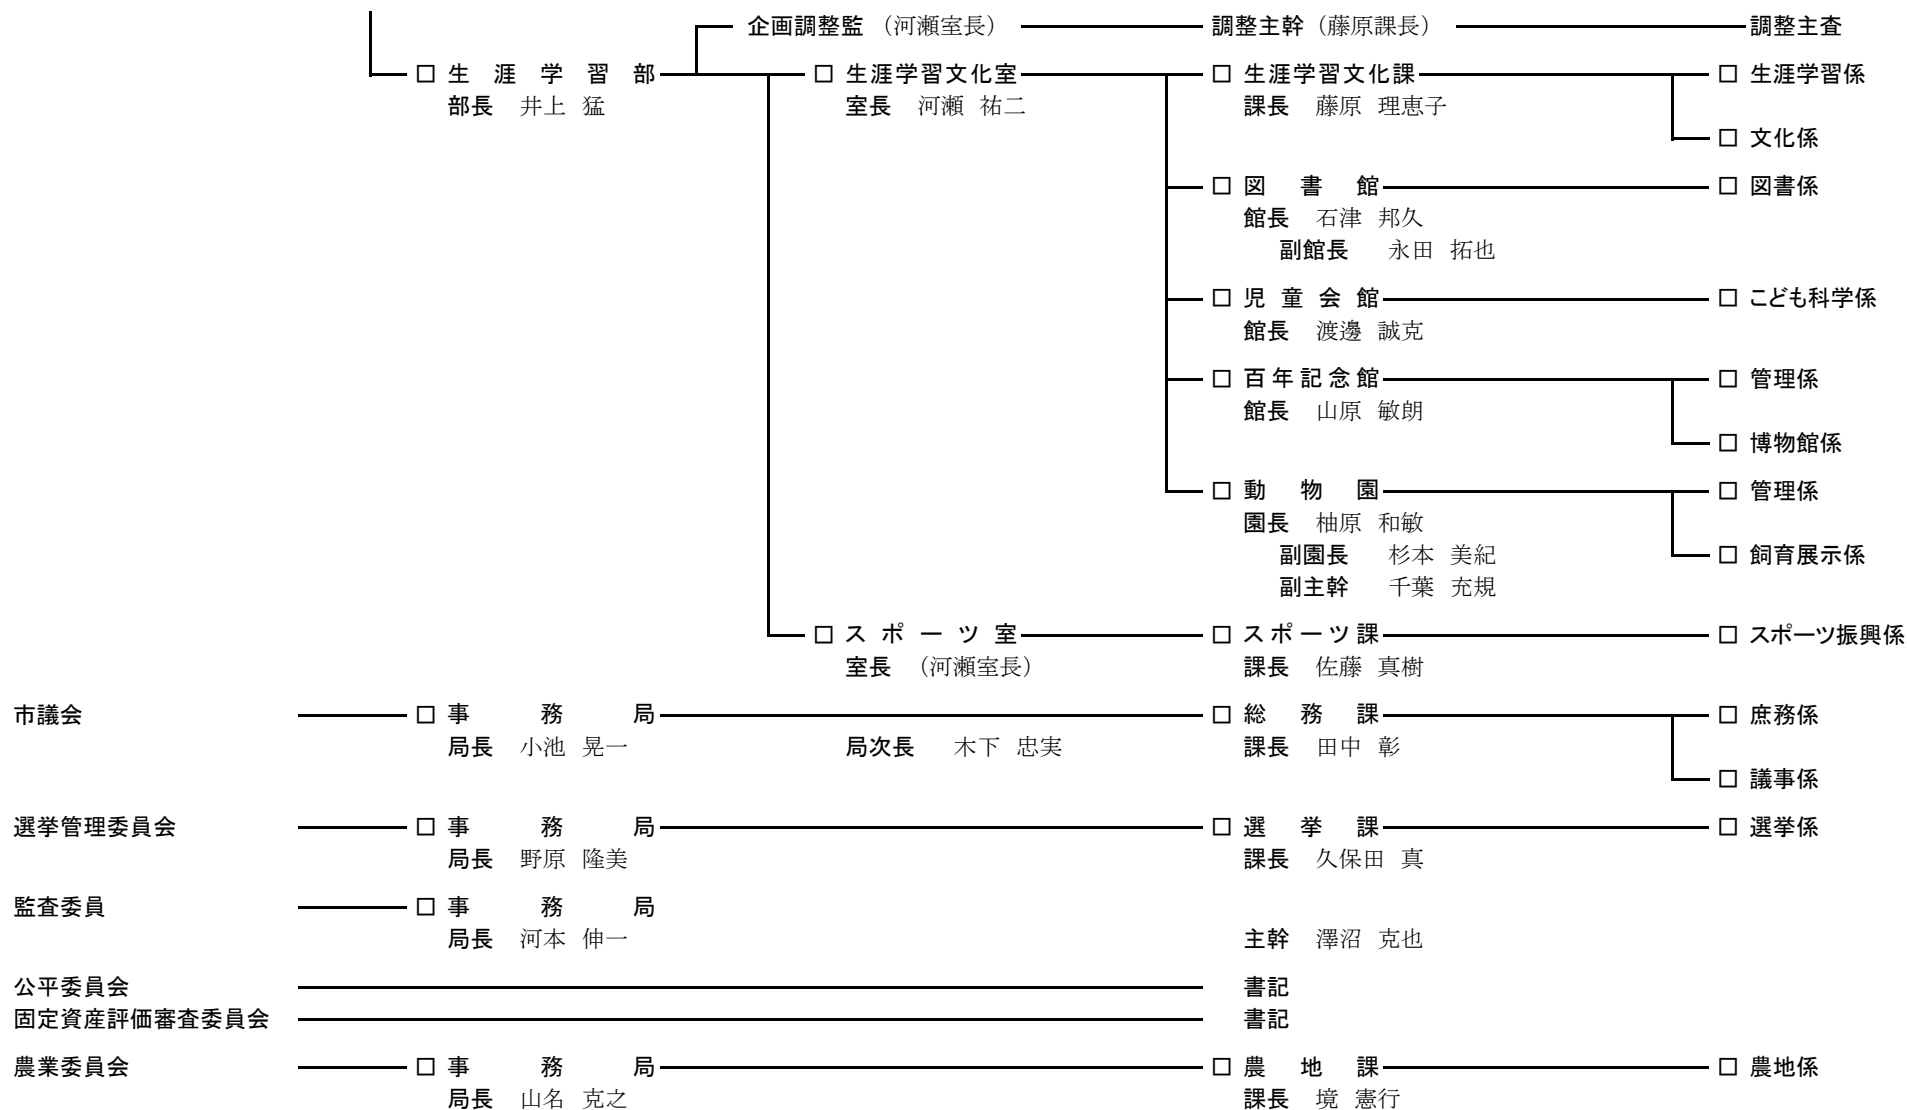 企画調整監 （河瀬室長） 調整主幹（藤原課長） 調整主査
□ 生涯学習部 □ 生涯学習文化室 □ 生涯学習文化課 □ 生涯学習係
部長 井上 猛 室長 河瀬 祐二 課長 藤原 理恵子
□ 文化係
□ 図書館 □ 図書係
館長 石津 邦久
副館長 永田 拓也
□ 児童会館 □ こども科学係
館長 渡邊 誠克
□ 百年記念館 □ 管理係
館長 山原 敏朗
□ 博物館係
□ 動物園 □ 管理係
園長 柚原 和敏
副園長 杉本 美紀 □ 飼育展示係
副主幹 千葉 充規
□ スポーツ室 □ スポーツ課 □ スポーツ振興係
室長 （河瀬室長） 課長 佐藤 真樹
市議会 □ 事務局 □ 総務課 □ 庶務係
局長 小池 晃一 局次長 木下 忠実 課長 田中 彰
□ 議事係
選挙管理委員会 □ 事務局 □ 選挙課 □ 選挙係
局長 野原 隆美 課長 久保田 真
監査委員 □ 事務局
局長 河本 伸一 主幹 澤沼 克也
公平委員会 書記
固定資産評価審査委員会 書記
農業委員会 □ 事務局 □ 農地課 □ 農地係
局長 山名 克之 課長 境 憲行